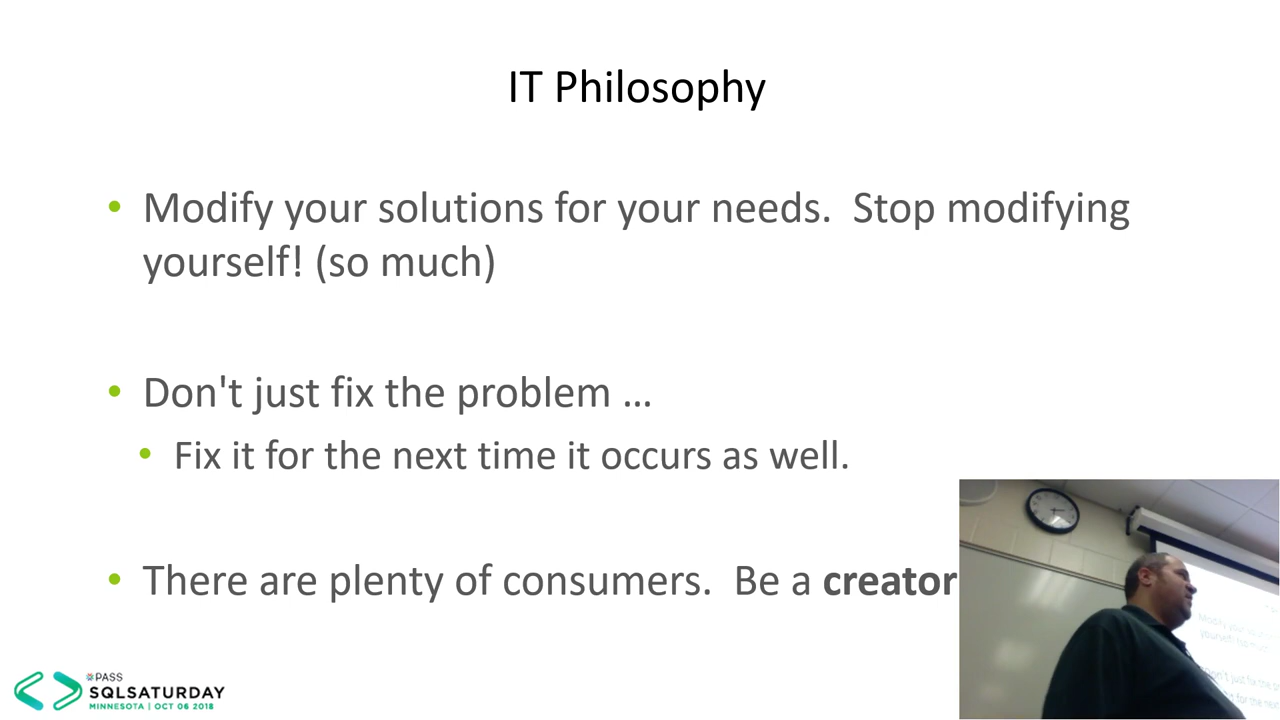 IT Philosophy
• Modify your solutions for your needs.  Stop modifying
yourself! (so much)
• Don't just fix the problem …
• Fix it for the next time it occurs as well.
• There are plenty of consumers.  Be a creator
PASS
SQLSATURDAY
MINNESOTA | OCT 06 2018